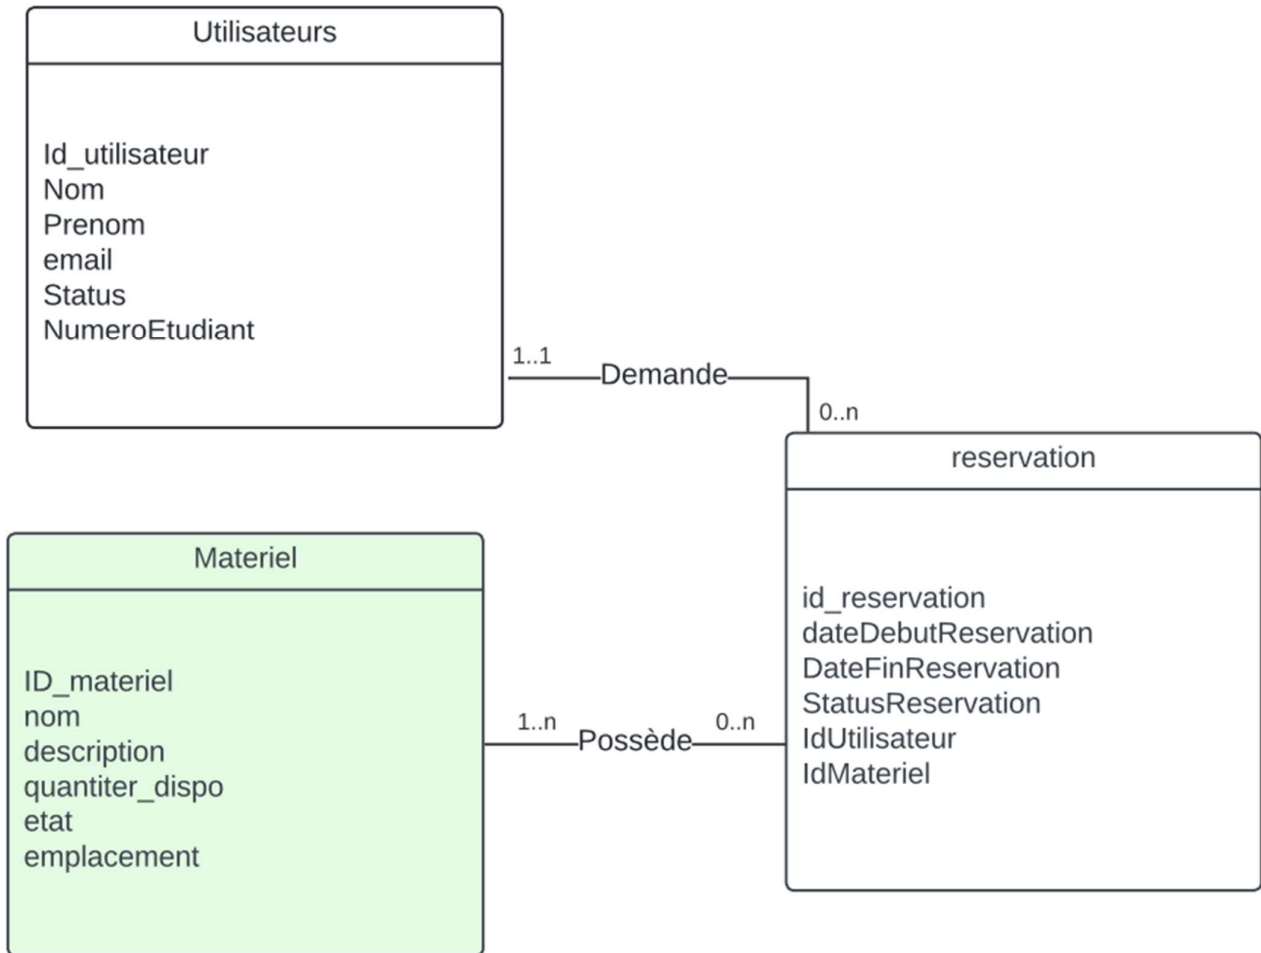 Utilisateurs
Id_utilisateur
Nom
Prenom
email
Status
NumeroEtudiant
1..1
Demande
0..n
reservation
id_reservation
dateDebutReservation
DateFinReservation
StatusReservation
IdUtilisateur
IdMateriel
Materiel
ID_materiel
nom
description
quantiter_dispo
etat
emplacement
1..n
Possède
0..n